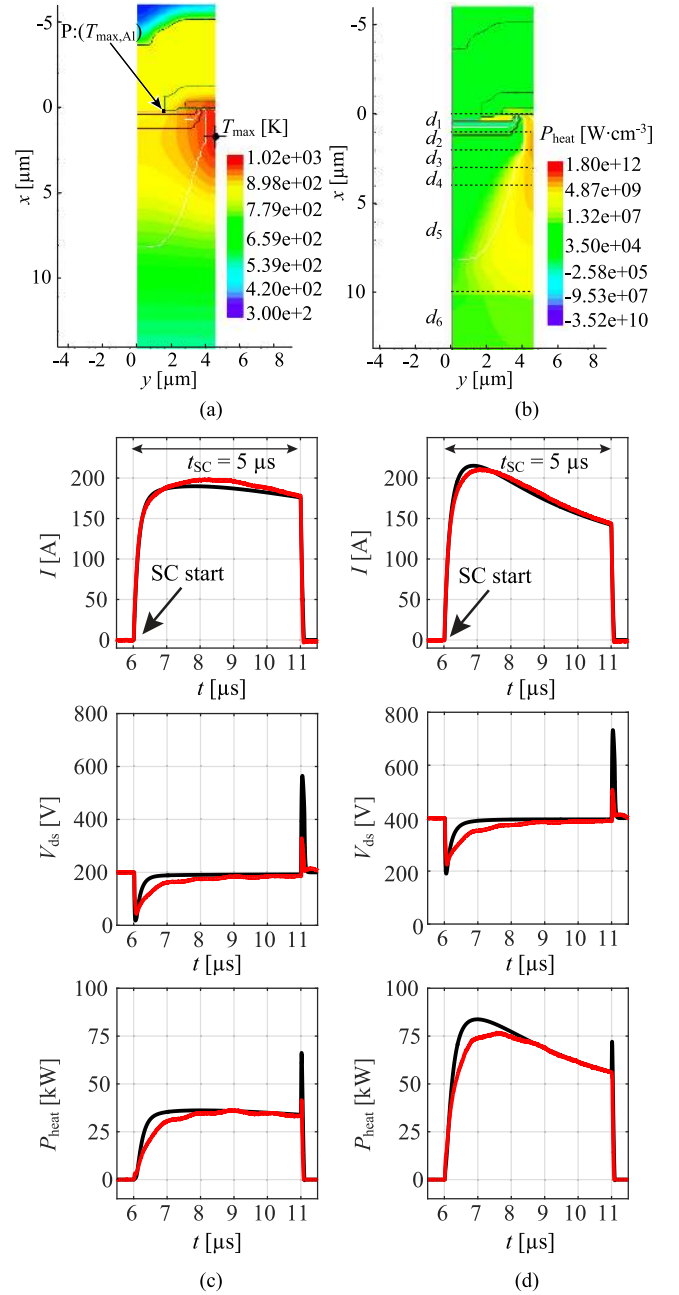 -5
0
5
10
x [µm]
P:(Tmax,Al)
Tmax [K]
1.02e+03
8.98e+02
7.79e+02
6.59e+02
5.39e+02
4.20e+02
3.00e+2
-4 -2 0 2 4 6 8
y [µm]
(a)
-5
0
5
10
x [µm]
d1
d2
d3
d4
d5
d6
Pheat
[W·cm-3]
1.80e+12
4.87e+09
1.32e+07
3.50e+04
-2.58e+05
-9.53e+07
-3.52e+10
-4 -2 0 2 4 6 8
y [µm]
(b)
200
150
100
50
0
I [A]
tSC = 5 µs
SC start
6 7 8 9 10 11
t [µs]
200
150
100
50
0
I [A]
tSC = 5 µs
SC start
6 7 8 9 10 11
t [µs]
800
600
400
200
0
Vds [V]
6 7 8 9 10 11
t [µs]
800
600
400
200
0
Vds [V]
6 7 8 9 10 11
t [µs]
100
75
50
25
0
Pheat [kW]
6 7 8 9 10 11
t [µs]
(c)
100
75
50
25
0
Pheat [kW]
6 7 8 9 10 11
t [µs]
(d)